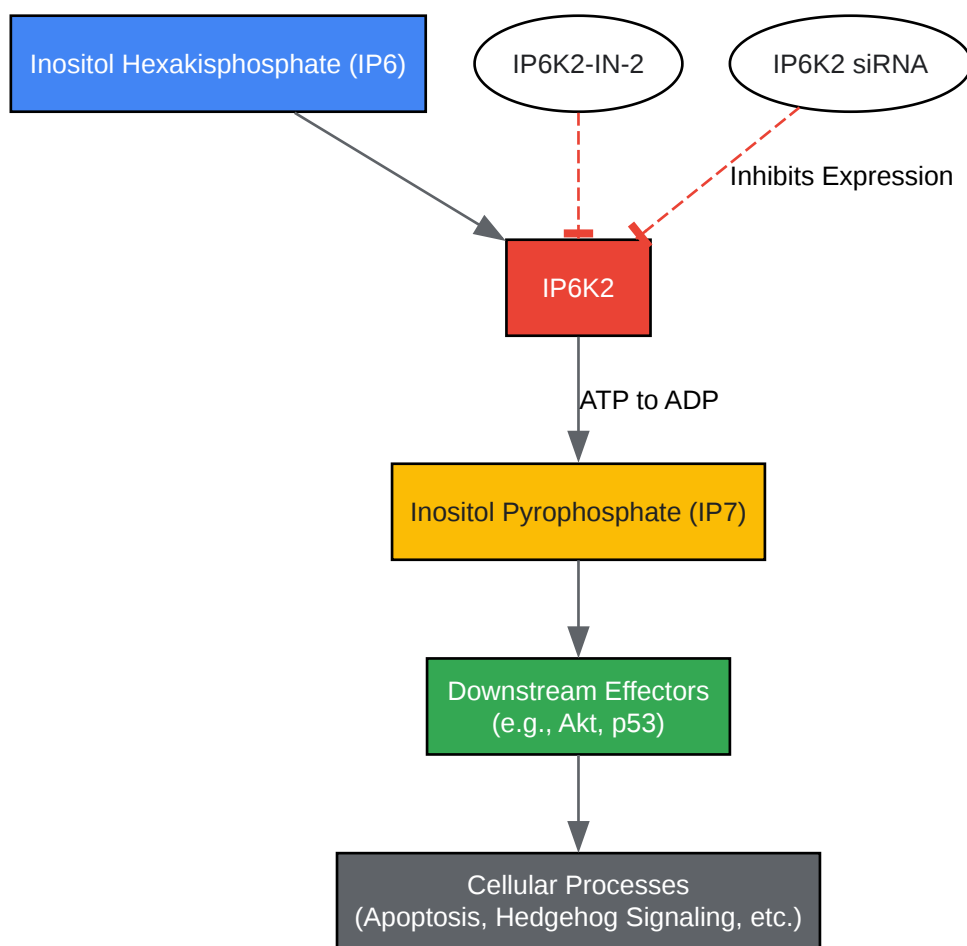 Inositol Hexakisphosphate (IP6)
IP6K2-IN-2
IP6K2 siRNA
Inhibits Expression
IP6K2
ATP to ADP
Inositol Pyrophosphate (IP7)
Downstream Effectors
(e.g., Akt, p53)
Cellular Processes
(Apoptosis, Hedgehog Signaling, etc.)